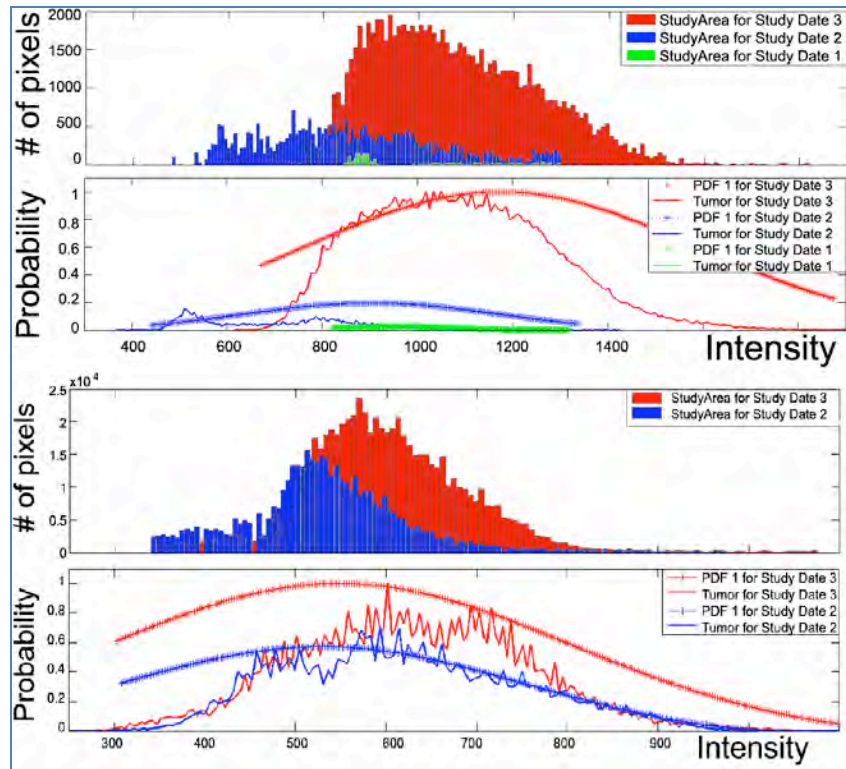 # of pixels
2000
1500
1000
500
0
StudyArea for Study Date 3
StudyArea for Study Date 2
StudyArea for Study Date 1
Probability
1
0.8
0.6
0.4
0.2
0
PDF 1 for Study Date 3
Tumor for Study Date 3
PDF 1 for Study Date 2
Tumor for Study Date 2
PDF 1 for Study Date 1
Tumor for Study Date 1
400 600 800 1000 1200 1400
Intensity
# of pixels
x 10⁴
2.5
2
1.5
1
0.5
0
StudyArea for Study Date 3
StudyArea for Study Date 2
Probability
1
0.8
0.6
0.4
0.2
0
PDF 1 for Study Date 3
Tumor for Study Date 3
PDF 1 for Study Date 2
Tumor for Study Date 2
300 400 500 600 700 800 900
Intensity